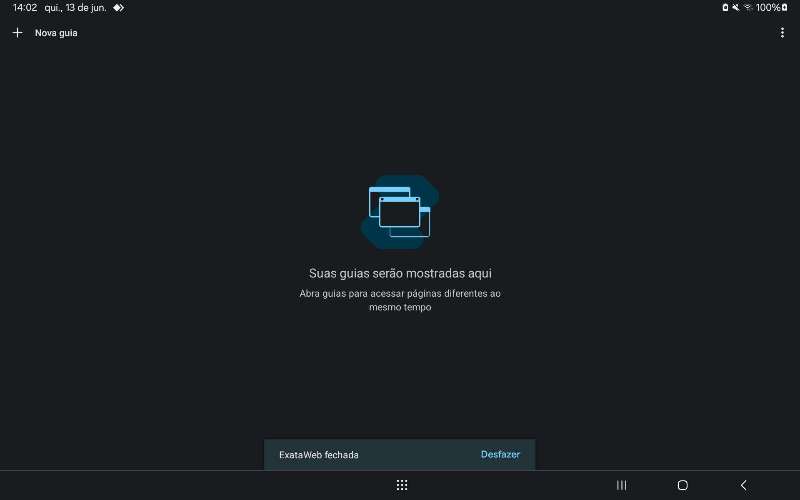 14:02 qui., 13 de jun.
100%
Nova guia
Suas guias serão mostradas aqui
Abra guias para acessar páginas diferentes ao
mesmo tempo
ExataWeb fechada
Desfazer